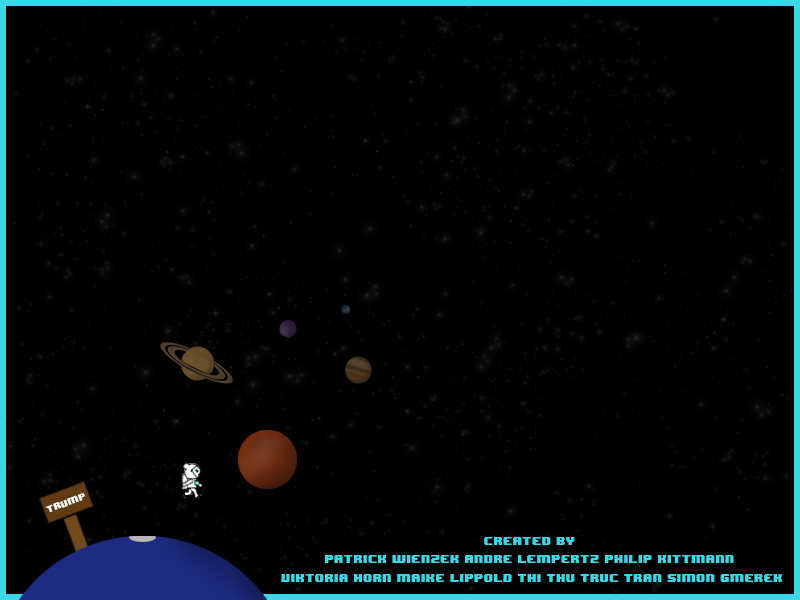 TRUMP
CREATED BY
PATRICK WIENZEK ANDRE LEMPERTZ PHILIP KITTMANN
VIKTORIA HORN MAIKE LIPPOLD THI THU TRUC TRAN SIMON GMEREK